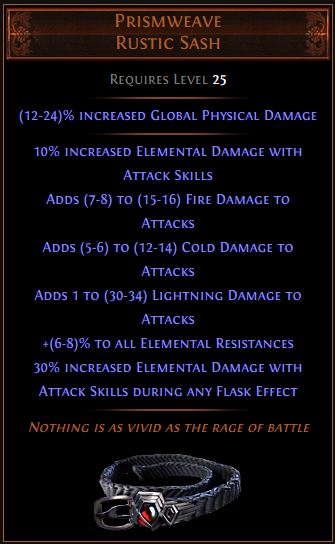 Prismweave
Rustic Sash
Requires Level 25
(12-24)% increased Global Physical Damage
10% increased Elemental Damage with
Attack Skills
Adds (7-8) to (15-16) Fire Damage to
Attacks
Adds (5-6) to (12-14) Cold Damage to
Attacks
Adds 1 to (30-34) Lightning Damage to
Attacks
+(6-8)% to all Elemental Resistances
30% increased Elemental Damage with
Attack Skills during any Flask Effect
Nothing is as vivid as the rage of battle